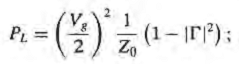 P_L = (V_g / 2)^2 1 / Z_0 (1 − |Γ|^2) ;